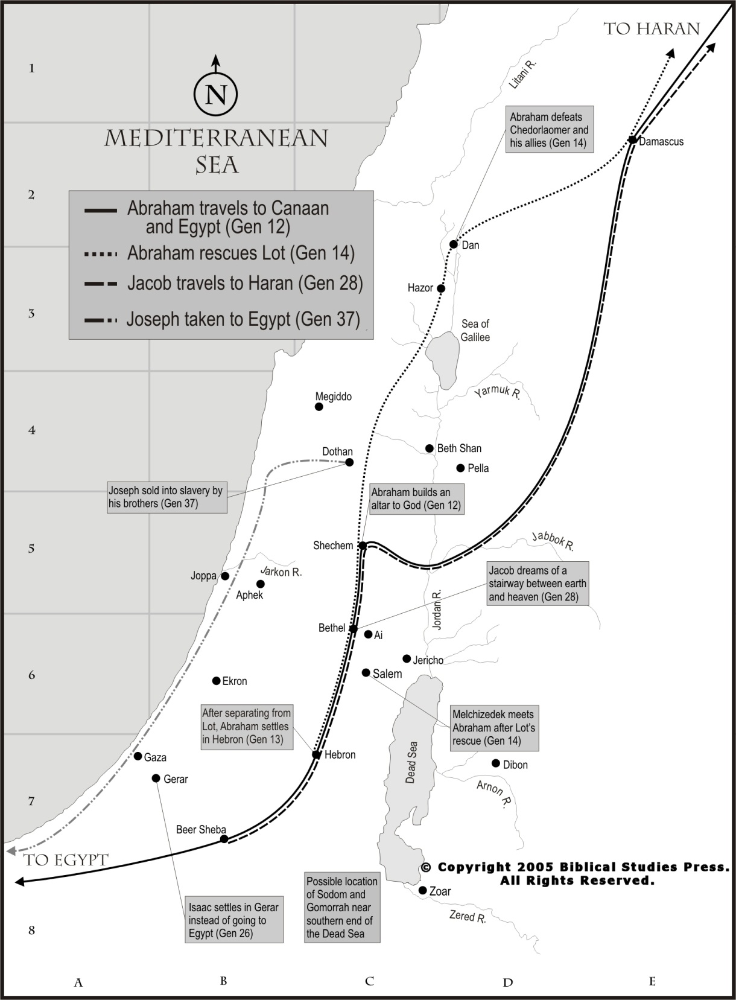 TO HARAN
1
N
Litani R.
MEDITERRANEAN
SEA
Abraham defeats
Chedorlaomer and
his allies (Gen 14)
Damascus
2
Abraham travels to Canaan
and Egypt (Gen 12)
Abraham rescues Lot (Gen 14)
Jacob travels to Haran (Gen 28)
Joseph taken to Egypt (Gen 37)
Dan
Hazor
3
Sea of
Galilee
Megiddo
Yarmuk R.
4
Dothan
Beth Shan
Pella
Joseph sold into slavery by
his brothers (Gen 37)
Abraham builds an
altar to God (Gen 12)
Shechem
5
Jabbok R.
Joppa
Jarkon R.
Aphek
Jacob dreams of a
stairway between earth
and heaven (Gen 28)
Jordan R.
Bethel
Ai
Jericho
6
Salem
Ekron
After separating from
Lot, Abraham settles
in Hebron (Gen 13)
Melchizedek meets
Abraham after Lot's
rescue (Gen 14)
Hebron
Gaza
Dead Sea
Dibon
Gerar
Arnon R.
7
Beer Sheba
TO EGYPT
© Copyright 2005 Biblical Studies Press.
All Rights Reserved.
Possible location
of Sodom and
Gomorrah near
southern end of
the Dead Sea
Zoar
Zered R.
Isaac settles in Gerar
instead of going to
Egypt (Gen 26)
8
A
B
C
D
E